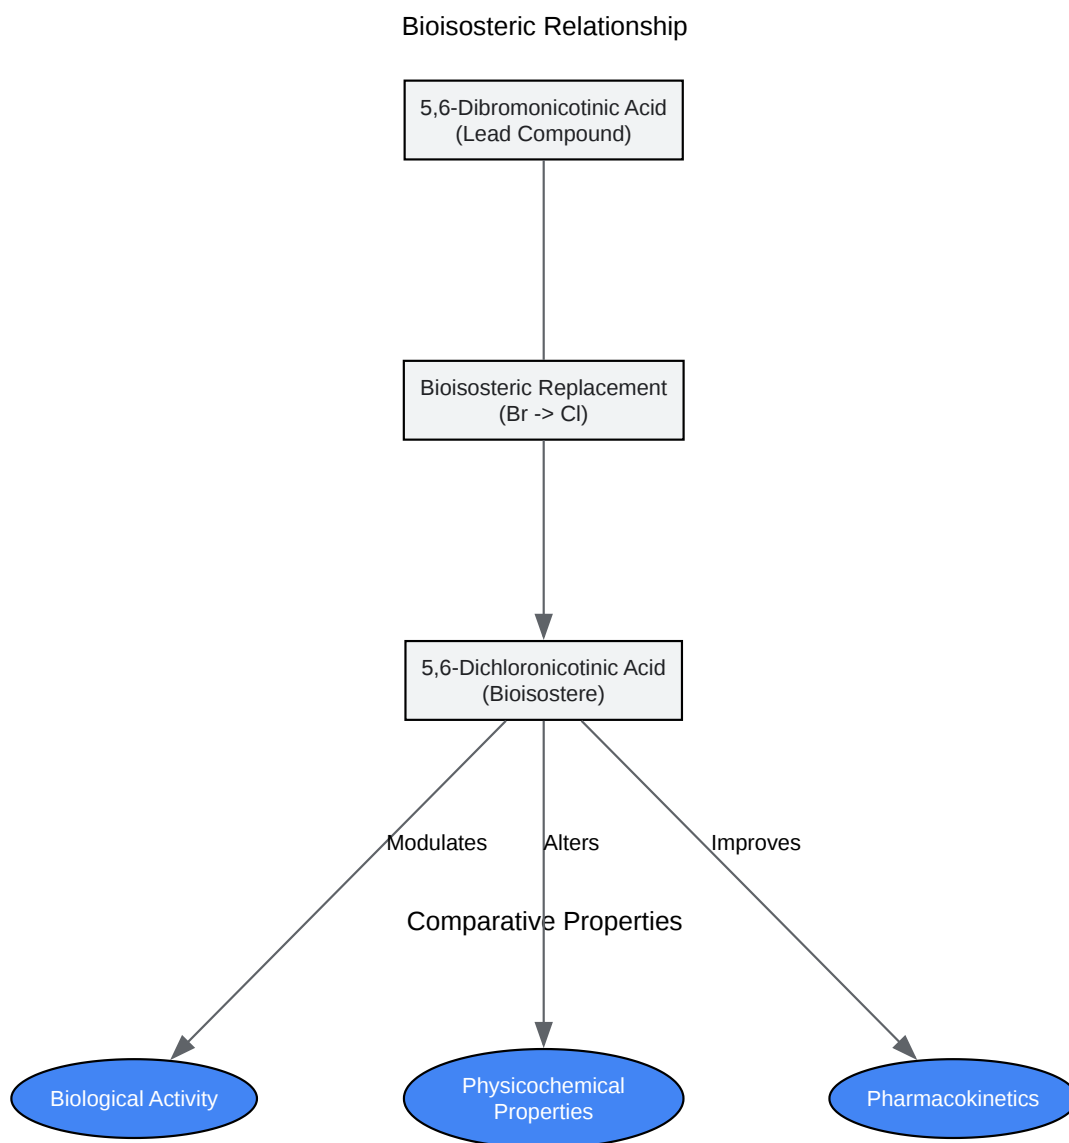 Bioisosteric Relationship
5,6-Dibromonicotinic Acid
(Lead Compound)
Bioisosteric Replacement
(Br -> Cl)
5,6-Dichloronicotinic Acid
(Bioisostere)
Modulates
Alters
Improves
Comparative Properties
Biological Activity
Physicochemical
Properties
Pharmacokinetics